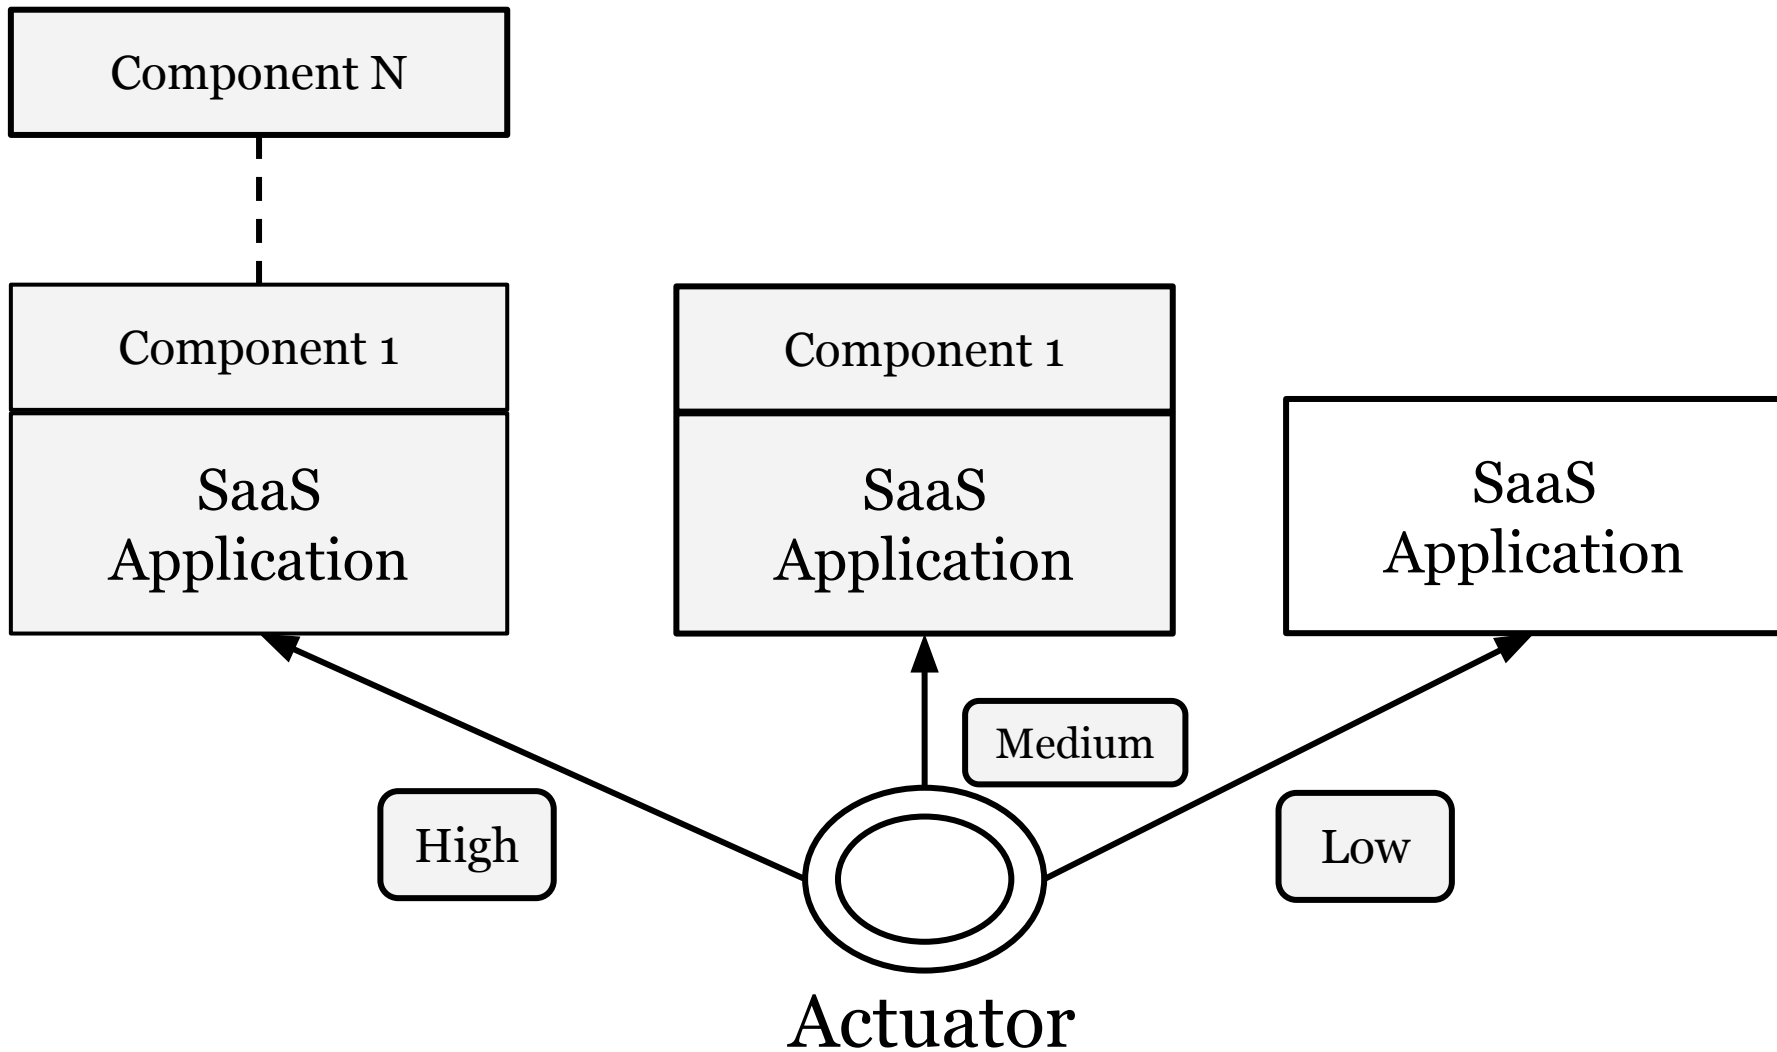 Component N
Component 1
Component 1
SaaS
Application
SaaS
Application
SaaS
Application
Medium
High
Low
Actuator